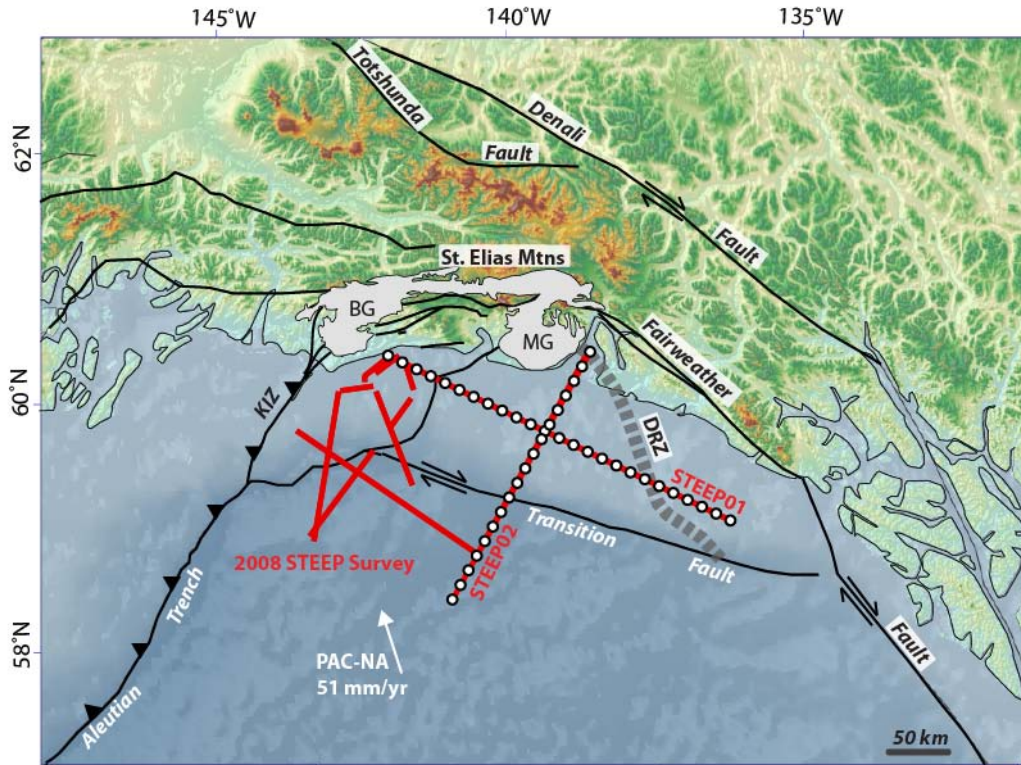 145˚W
140˚W
135˚W
Totshunda
Fault
Denali
Fault
62˚N
St. Elias Mtns
BG
MG
Fairweather
60˚N
KIZ
DRZ
STEEP01
Transition
Fault
2008 STEEP Survey
STEEP02
Trench
Aleutian
58˚N
PAC-NA
51 mm/yr
Fault
50 km